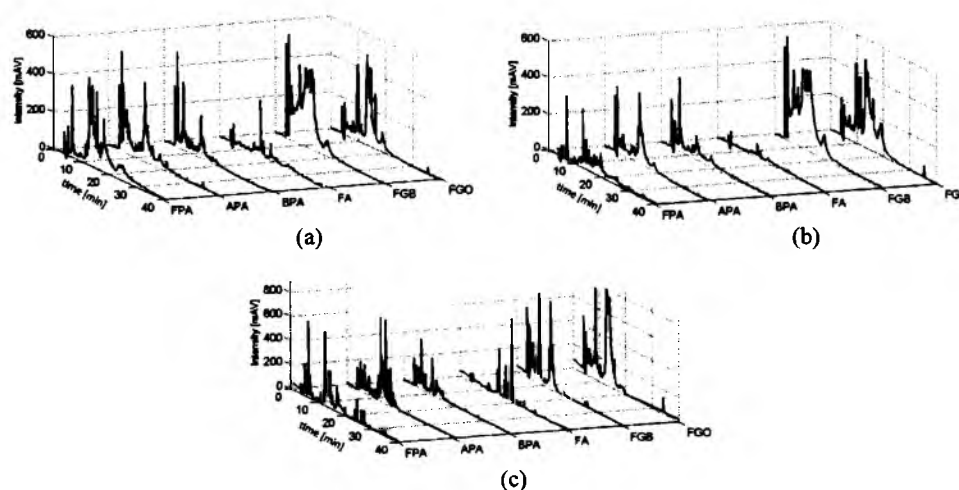 600
400
200
0
Intensity [mAV]
0
10
20
30
40
time [min]
FPA
APA
BPA
FA
FGB
FGO
(a)
600
400
200
0
Intensity [mAV]
0
10
20
30
40
time [min]
FPA
APA
BPA
FA
FGB
FG
(b)
800
600
400
200
0
Intensity [mAV]
0
10
20
30
40
time [min]
FPA
APA
BPA
FA
FGB
FGO
(c)